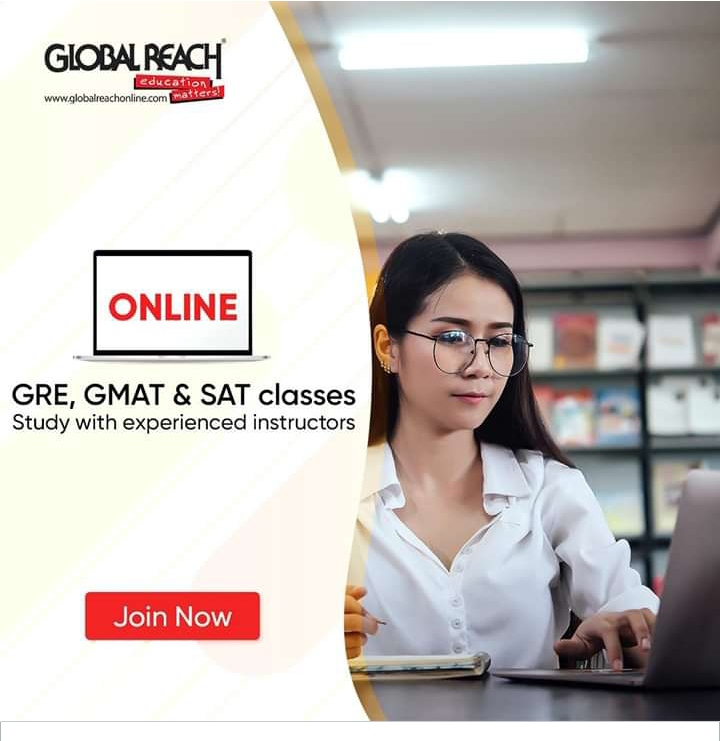 GLOBAL REACH®
education
matters!
www.globalreachonline.com
ONLINE
GRE, GMAT & SAT classes
Study with experienced instructors
Join Now